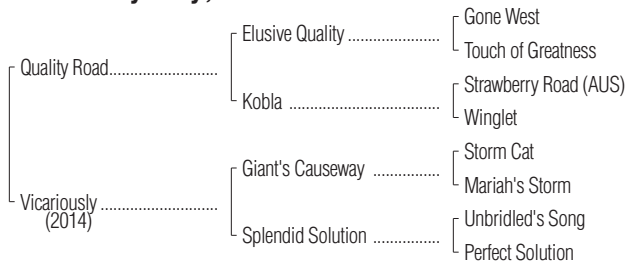 Gone West
Elusive Quality ....................
Touch of Greatness
Quality Road........................
Strawberry Road (AUS)
Kobla .................................
Winglet
Storm Cat
Giant's Causeway ..............
Mariah's Storm
Vicariously ..........................
(2014)
Unbridled's Song
Splendid Solution ...............
Perfect Solution